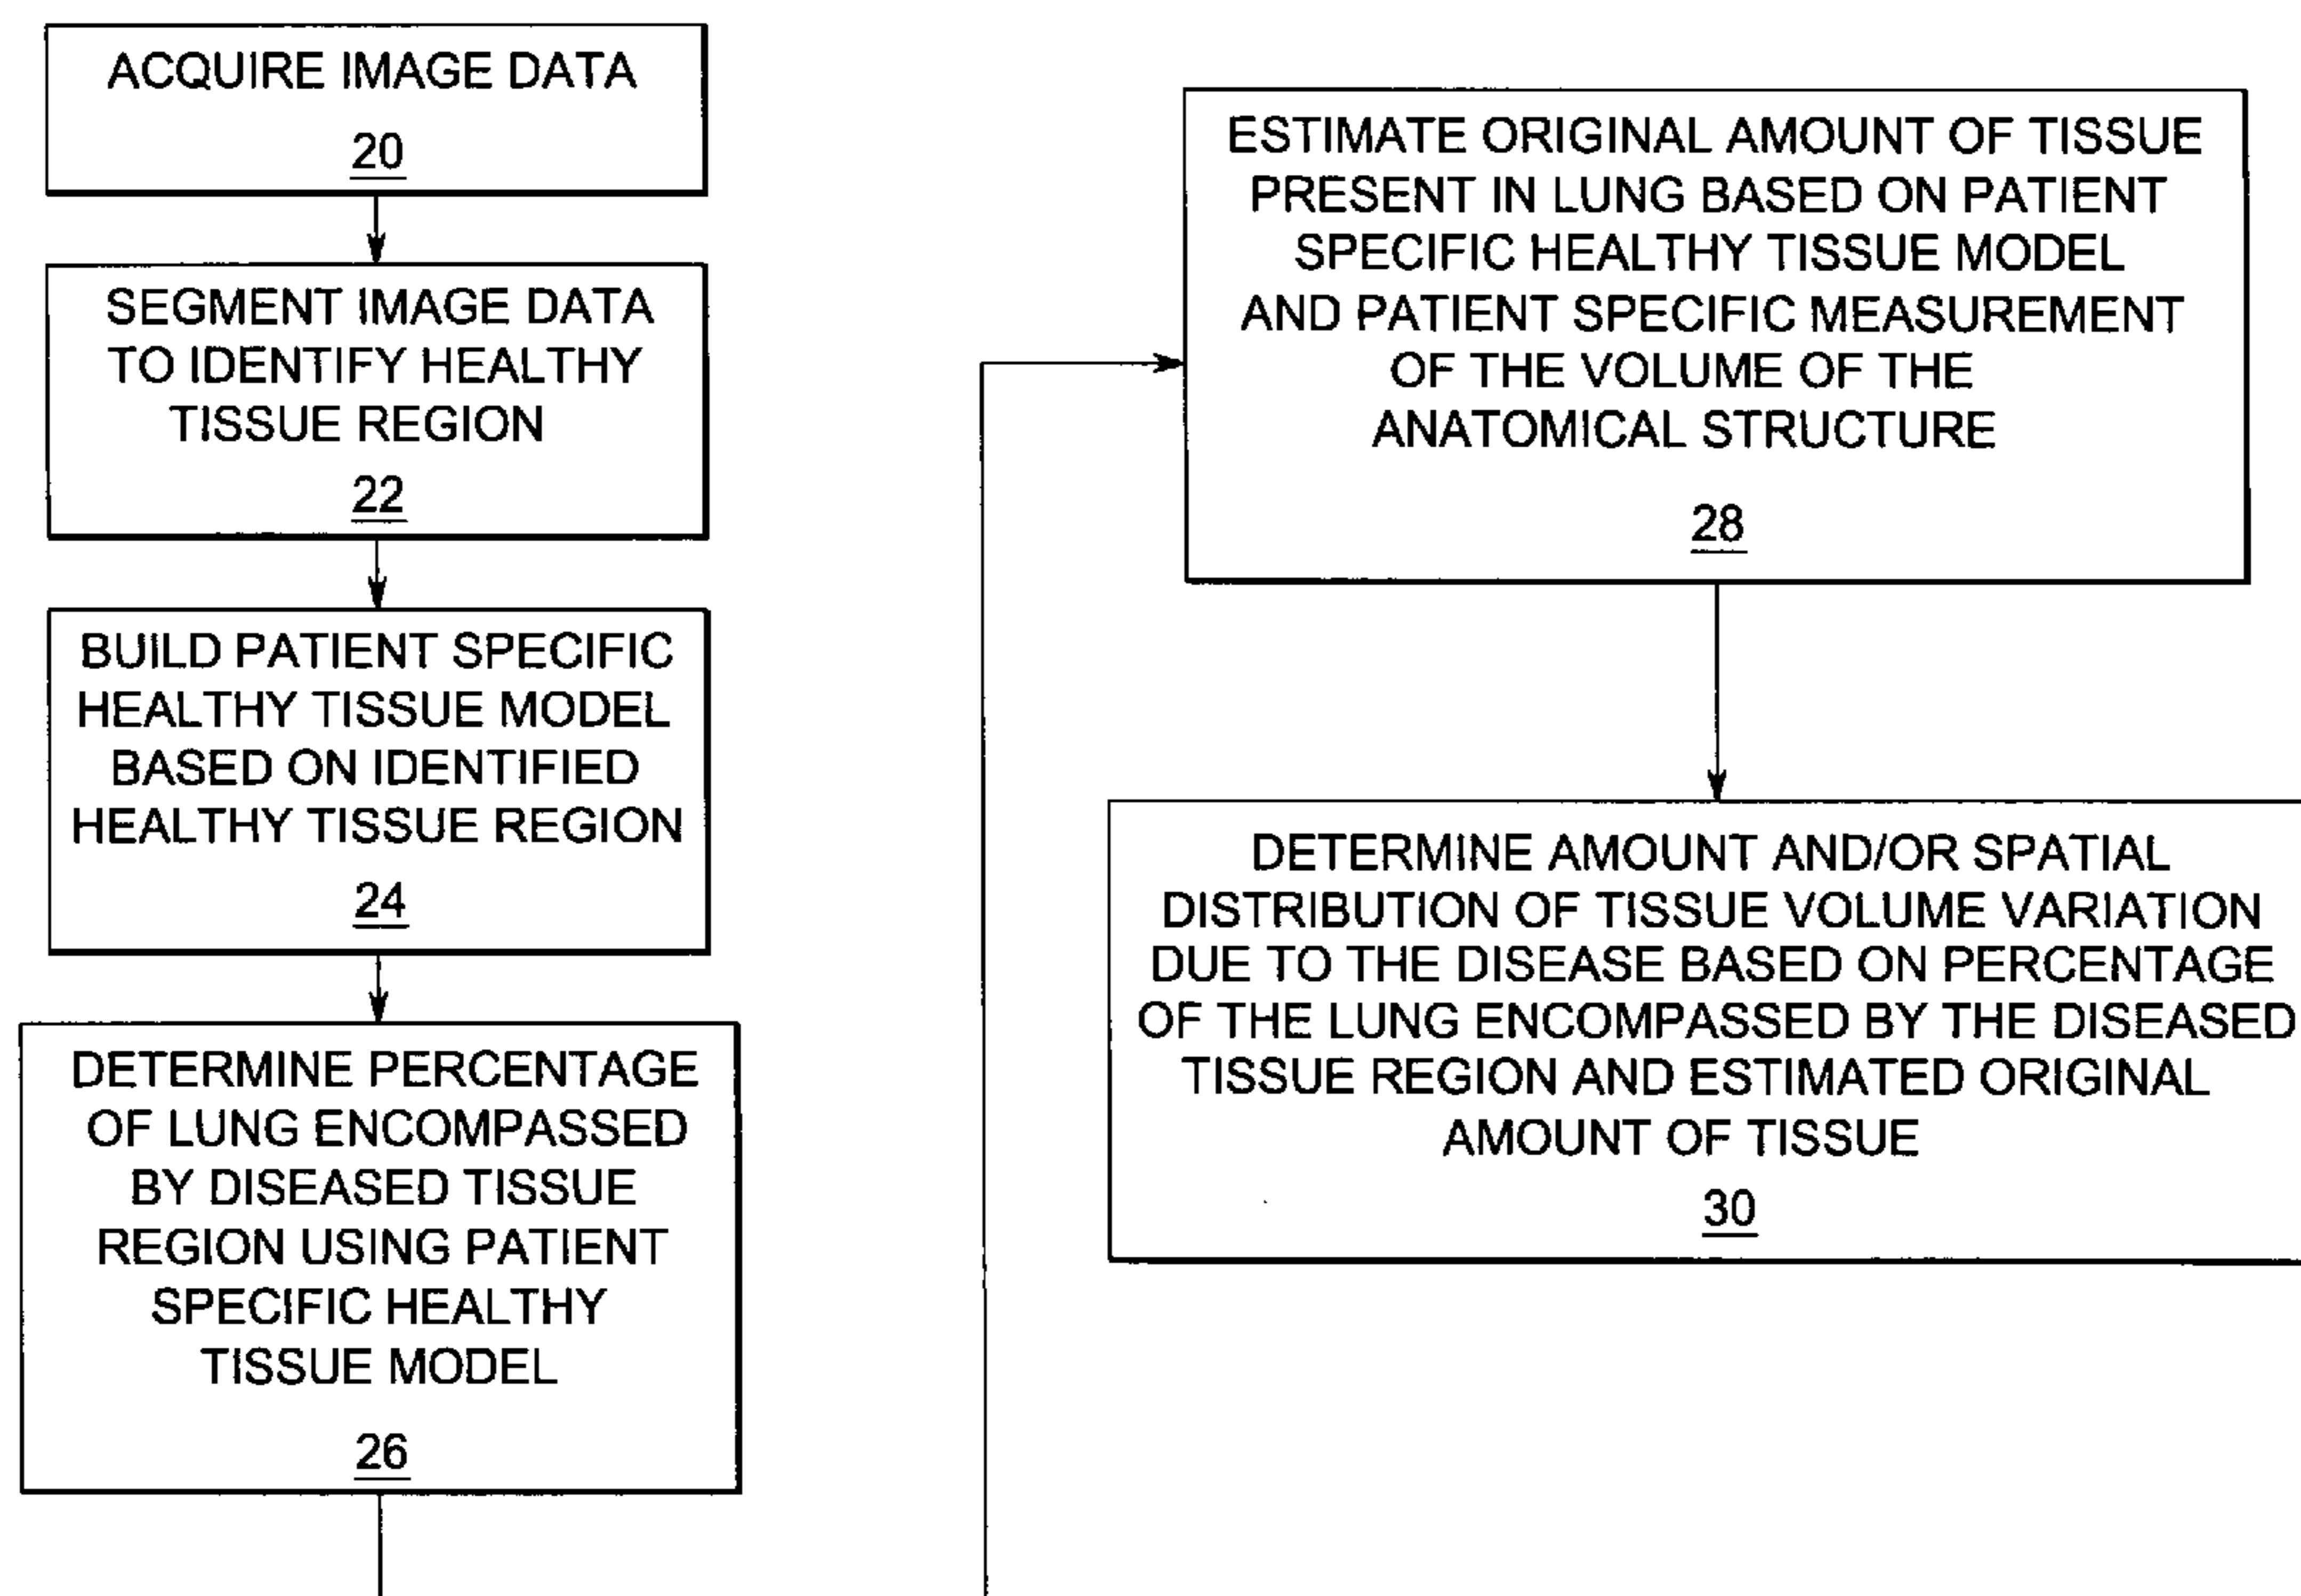 ACQUIRE IMAGE DATA
20
SEGMENT IMAGE DATA
TO IDENTIFY HEALTHY
TISSUE REGION
22
BUILD PATIENT SPECIFIC
HEALTHY TISSUE MODEL
BASED ON IDENTIFIED
HEALTHY TISSUE REGION
24
DETERMINE PERCENTAGE
OF LUNG ENCOMPASSED
BY DISEASED TISSUE
REGION USING PATIENT
SPECIFIC HEALTHY
TISSUE MODEL
26
ESTIMATE ORIGINAL AMOUNT OF TISSUE
PRESENT IN LUNG BASED ON PATIENT
SPECIFIC HEALTHY TISSUE MODEL
AND PATIENT SPECIFIC MEASUREMENT
OF THE VOLUME OF THE
ANATOMICAL STRUCTURE
28
DETERMINE AMOUNT AND/OR SPATIAL
DISTRIBUTION OF TISSUE VOLUME VARIATION
DUE TO THE DISEASE BASED ON PERCENTAGE
OF THE LUNG ENCOMPASSED BY THE DISEASED
TISSUE REGION AND ESTIMATED ORIGINAL
AMOUNT OF TISSUE
30